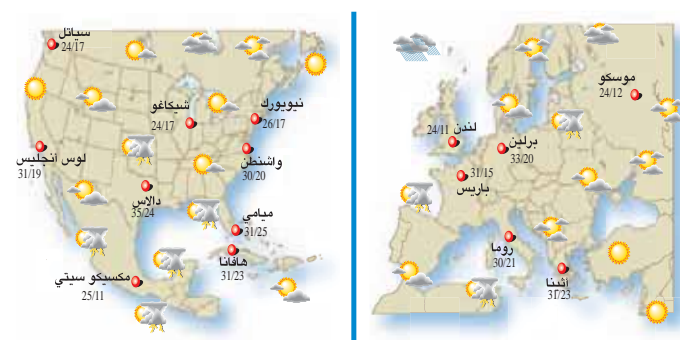 سياتل
24/17
شيكاغو
24/17
نيويورك
26/17
لوس انجليس
31/19
واشنطن
30/20
دالاس
35/24
ميامي
31/25
هافانا
31/23
مكسيكو سيتي
25/11
موسكو
24/12
لندن
24/11
برلين
33/20
31/15
باريس
روما
30/21
أثينا
31/23